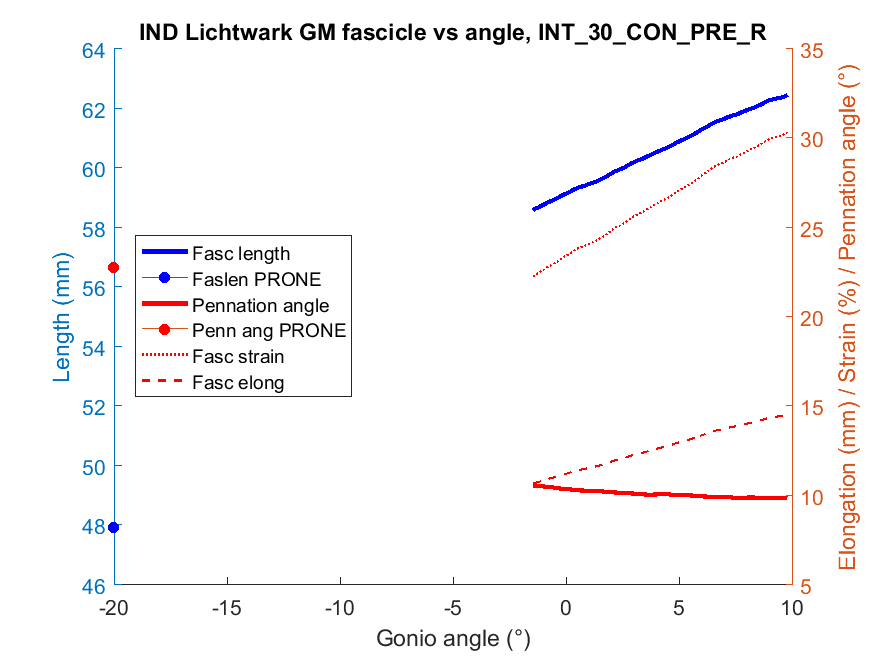 IND Lichtwark GM fascicle vs angle, INT_30_CON_PRE_R
64
62
60
58
56
54
52
50
48
46
Length (mm)
35
30
25
20
15
10
5
Elongation (mm) / Strain (%) / Pennation angle (°)
Fasc length
Faslen PRONE
Pennation angle
Penn ang PRONE
Fasc strain
Fasc elong
-20 -15 -10 -5 0 5 10
Gonio angle (°)